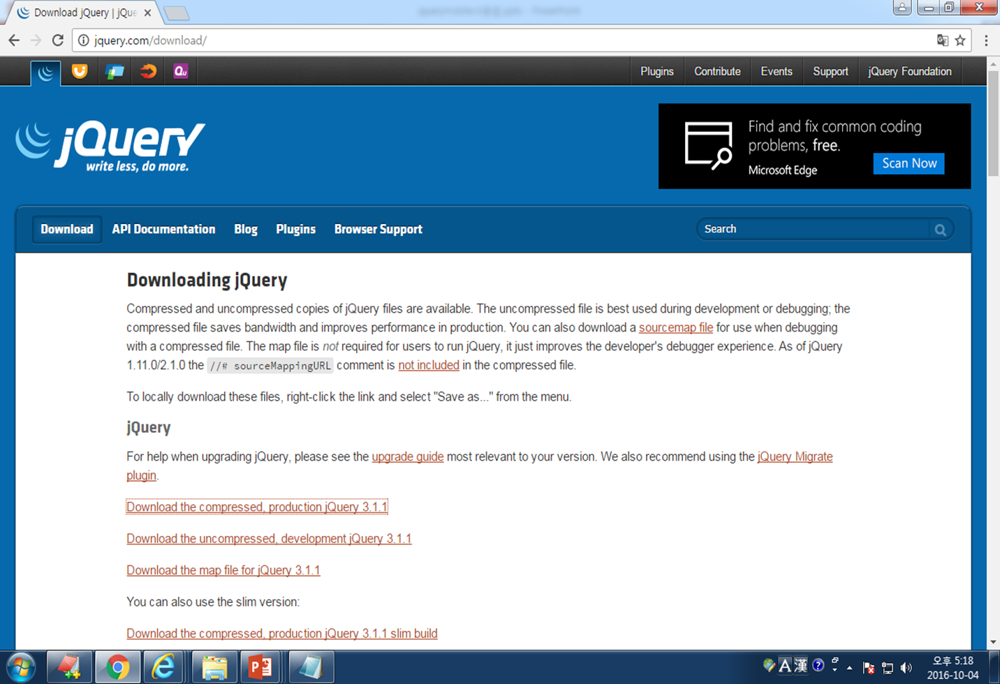 Download jQuery | jQue
jquery.com/download/
Plugins
Contribute
Events
Support
jQuery Foundation
jQuery
write less, do more.
Find and fix common coding
problems, free.
Microsoft Edge
Scan Now
Download
API Documentation
Blog
Plugins
Browser Support
Search
Downloading jQuery
Compressed and uncompressed copies of jQuery files are available. The uncompressed file is best used during development or debugging; the
compressed file saves bandwidth and improves performance in production. You can also download a sourcemap file for use when debugging
with a compressed file. The map file is not required for users to run jQuery, it just improves the developer's debugger experience. As of jQuery
1.11.0/2.1.0 the //# sourceMappingURL comment is not included in the compressed file.
To locally download these files, right-click the link and select "Save as..." from the menu.
jQuery
For help when upgrading jQuery, please see the upgrade guide most relevant to your version. We also recommend using the jQuery Migrate
plugin.
Download the compressed, production jQuery 3.1.1
Download the uncompressed, development jQuery 3.1.1
Download the map file for jQuery 3.1.1
You can also use the slim version:
Download the compressed, production jQuery 3.1.1 slim build
A 漢
오후 5:18
2016-10-04